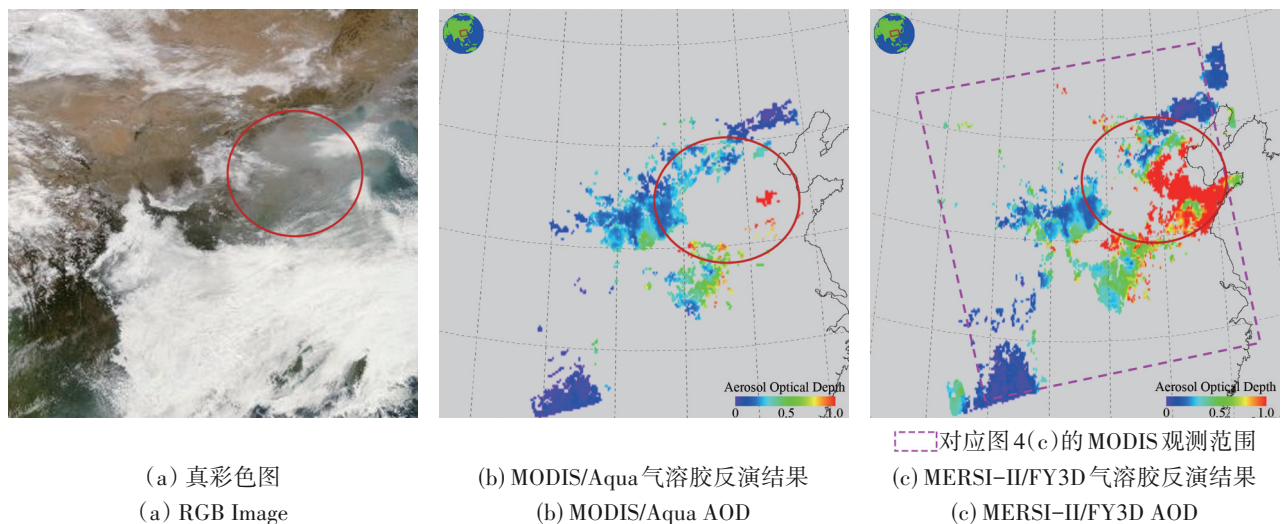 Aerosol Optical Depth
0 0.5 1.0
Aerosol Optical Depth
0 0.5 1.0
对应图4(c)的MODIS观测范围
(a) 真彩色图
(a) RGB Image
(b) MODIS/Aqua气溶胶反演结果
(b) MODIS/Aqua AOD
(c) MERSI-II/FY3D气溶胶反演结果
(c) MERSI-II/FY3D AOD